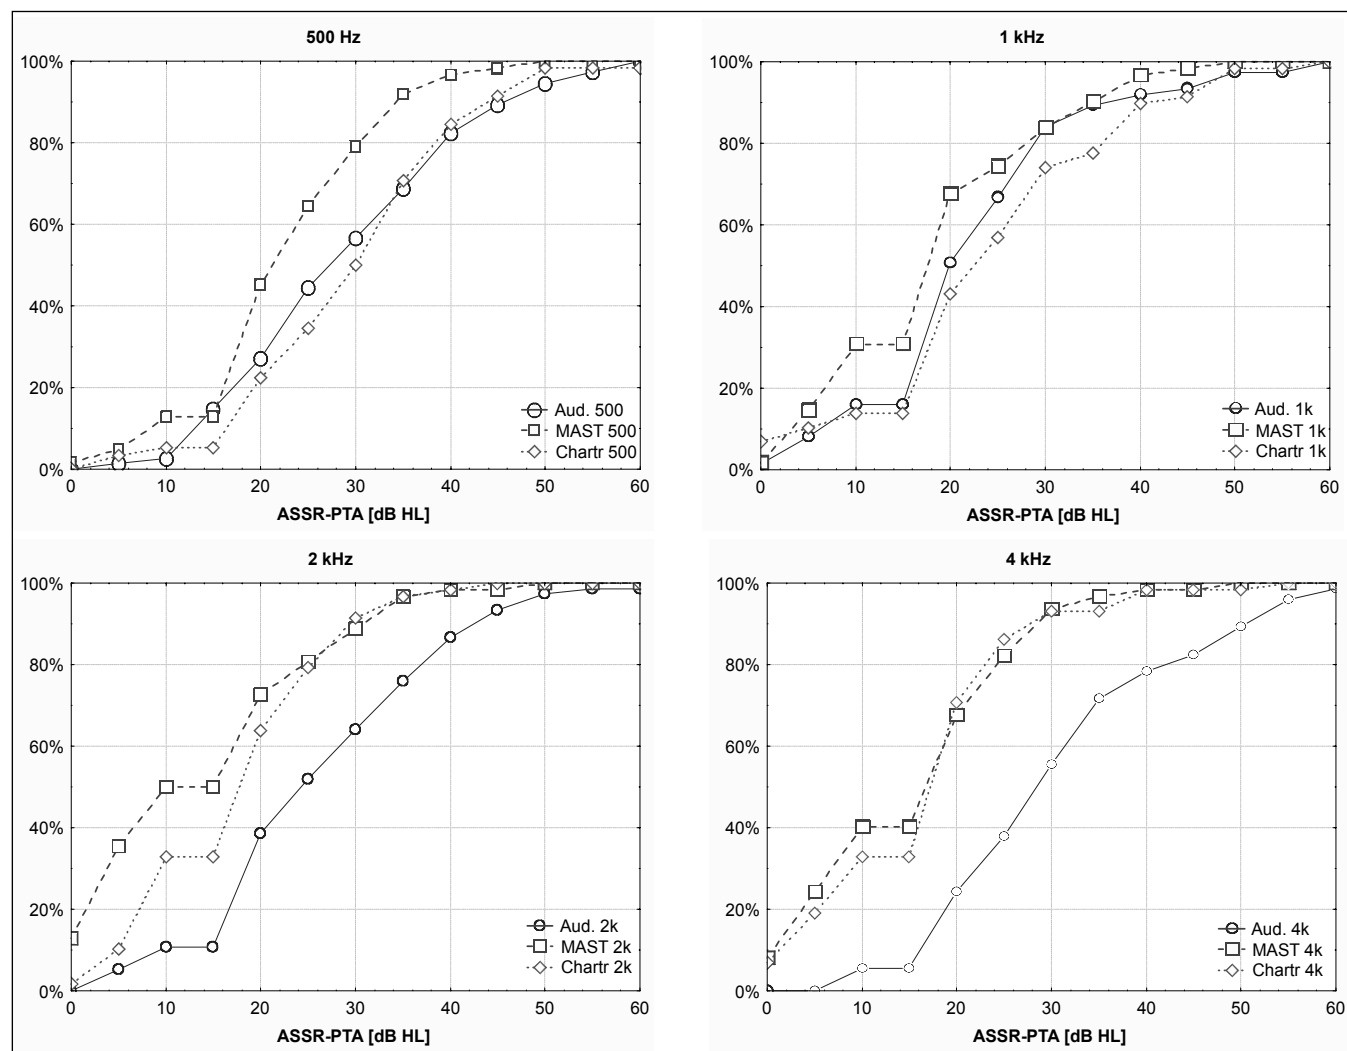 500 Hz
100%
80%
60%
40%
20%
0%
Aud. 500
MAST 500
Chartr 500
0 10 20 30 40 50 60
ASSR-PTA [dB HL]
1 kHz
100%
80%
60%
40%
20%
0%
Aud. 1k
MAST 1k
Chartr 1k
0 10 20 30 40 50 60
ASSR-PTA [dB HL]
2 kHz
100%
80%
60%
40%
20%
0%
Aud. 2k
MAST 2k
Chartr 2k
0 10 20 30 40 50 60
ASSR-PTA [dB HL]
4 kHz
100%
80%
60%
40%
20%
0%
Aud. 4k
MAST 4k
Chartr 4k
0 10 20 30 40 50 60
ASSR-PTA [dB HL]